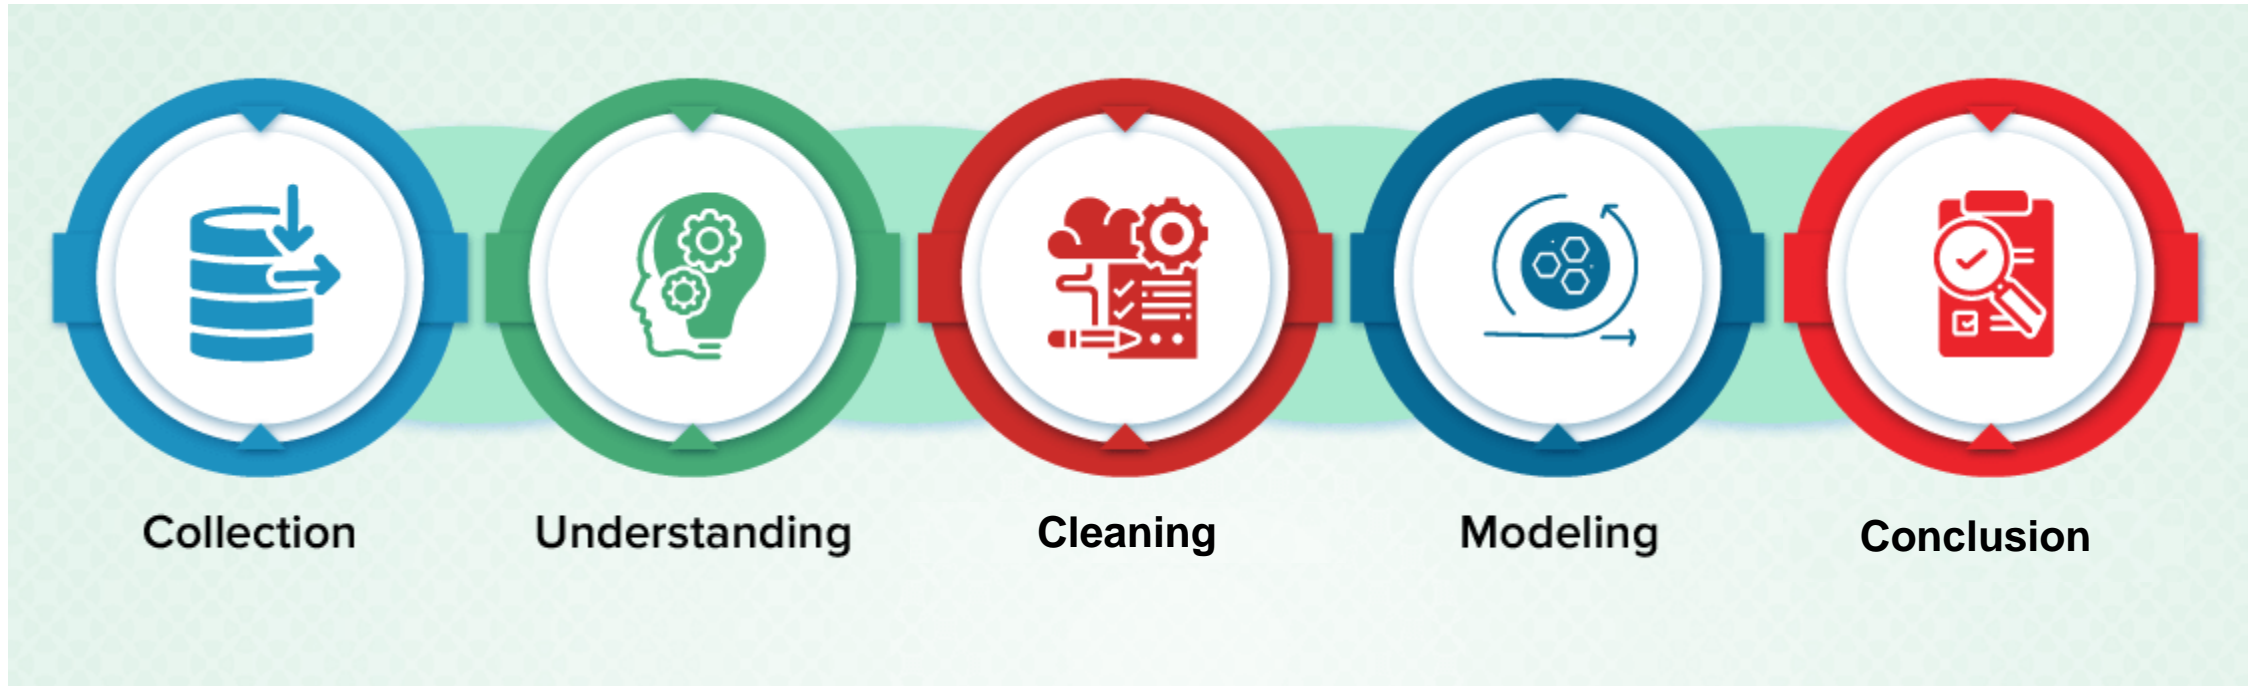 Collection
Understanding
Cleaning
Modeling
Conclusion